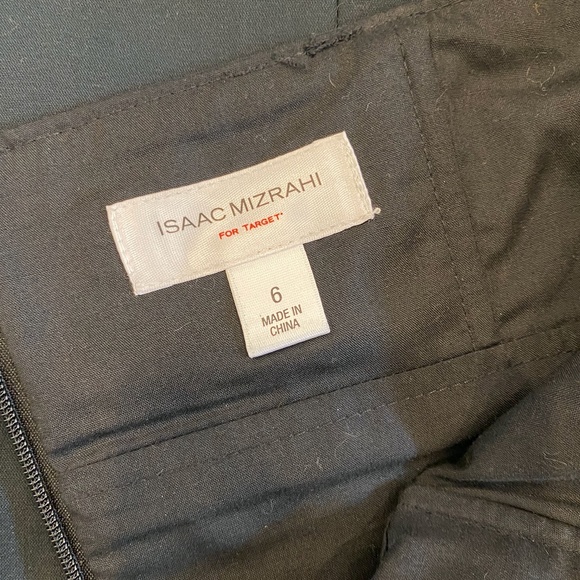 ISAAC MIZRAHI
FOR TARGET*
6
MADE IN
CHINA